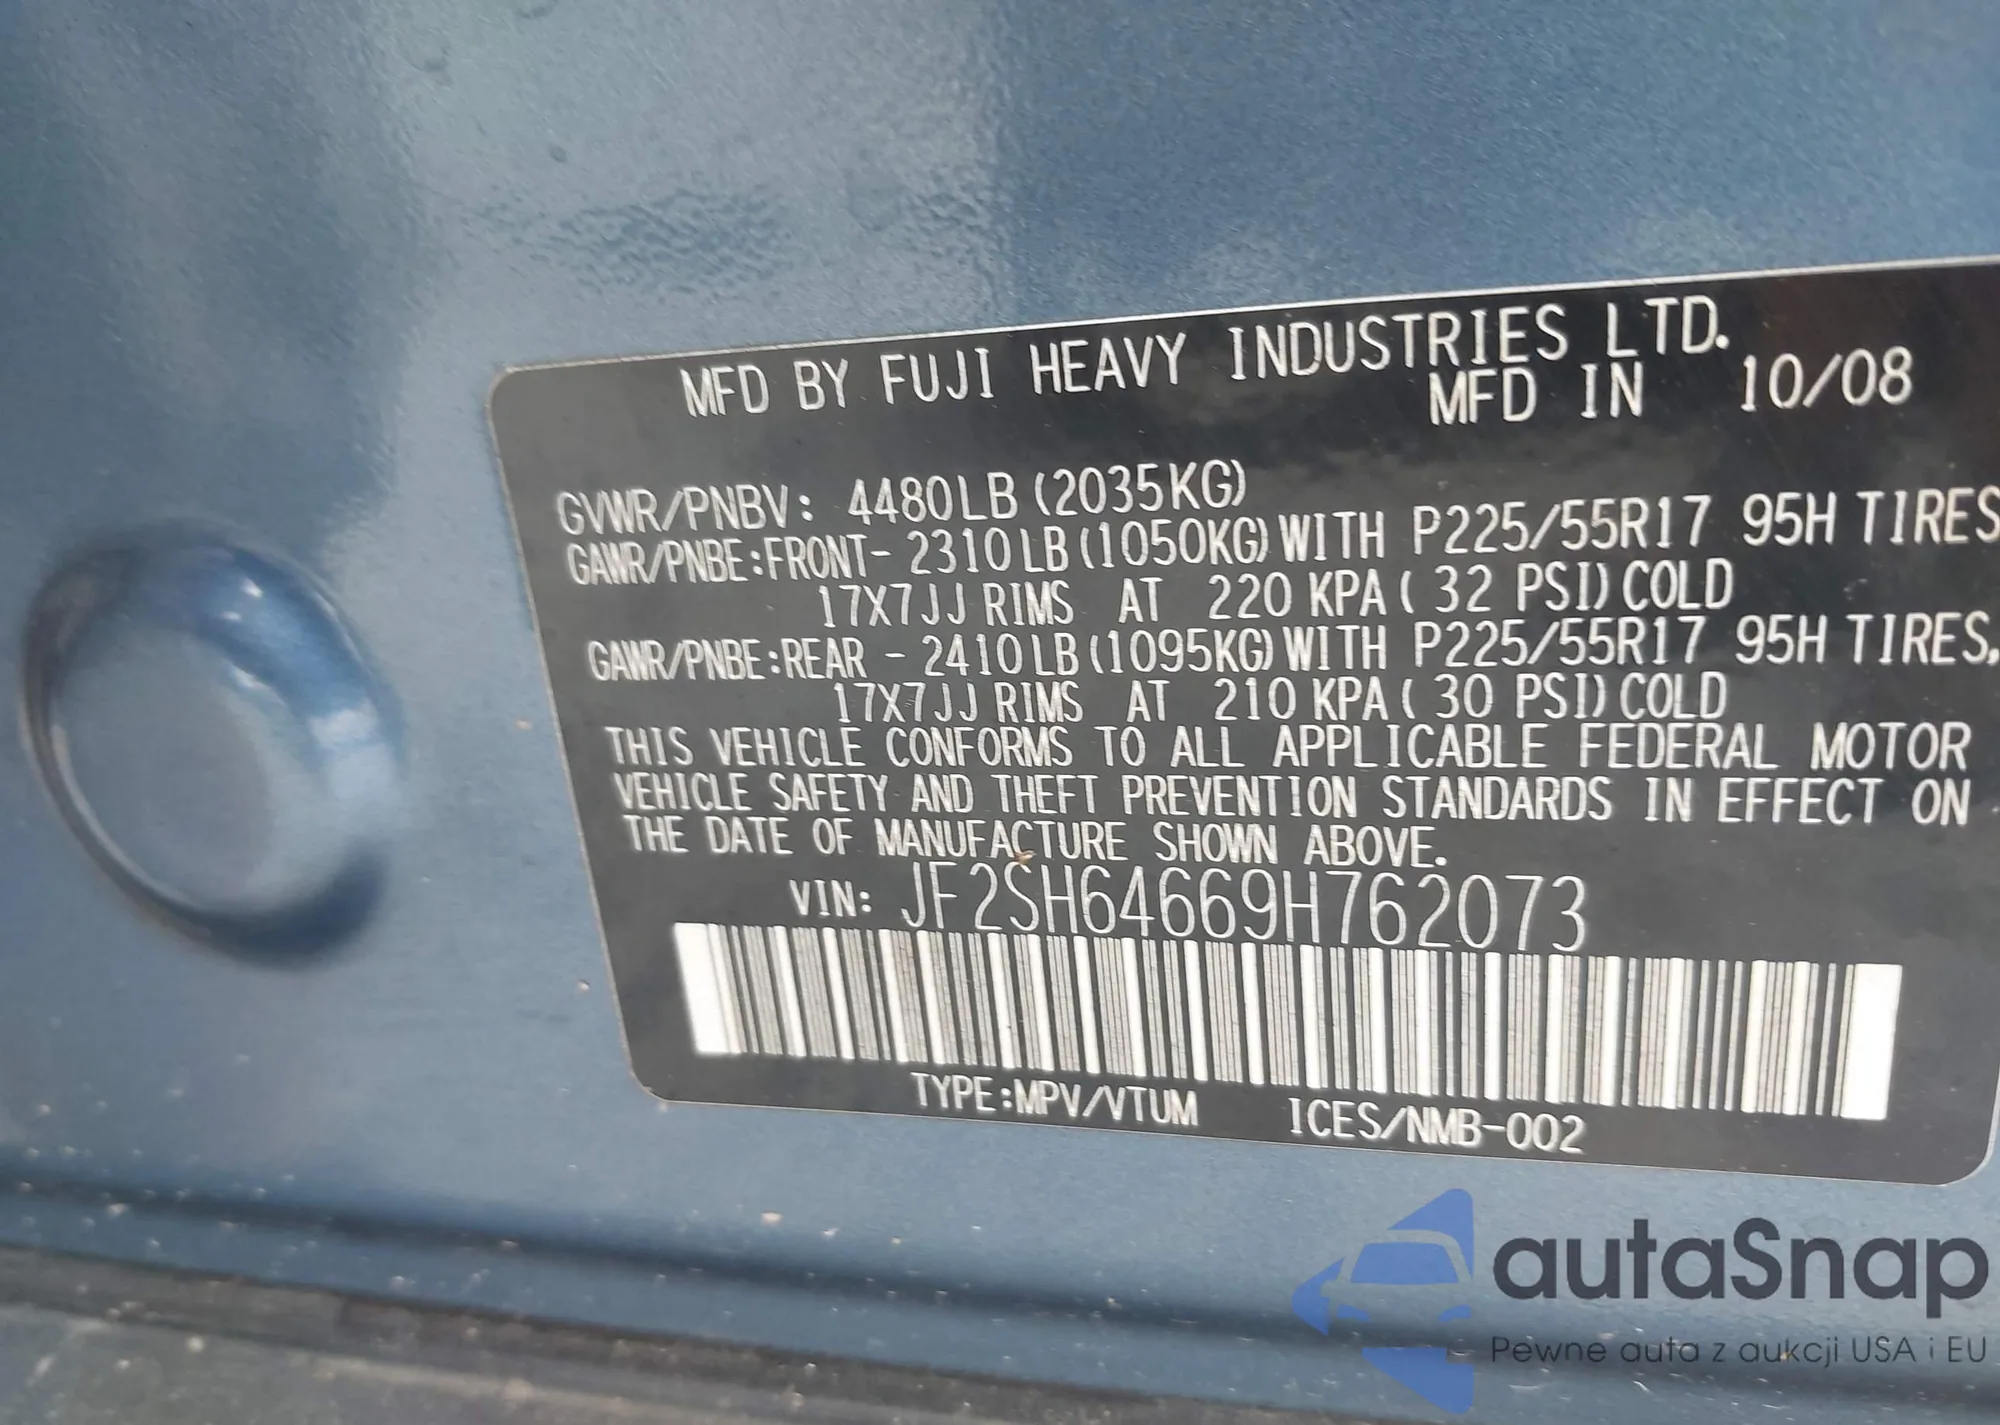 MFD BY FUJI HEAVY INDUSTRIES LTD.
MFD IN 10/08
GVWR/PNBV: 4480LB (2035KG)
GAWR/PNBE:FRONT- 2310LB(1050KG)WITH P225/55R17 95H TIRES
17X7JJ RIMS AT 220 KPA( 32 PSI)COLD
GAWR/PNBE:REAR - 2410LB(1095KG)WITH P225/55R17 95H TIRES,
17X7JJ RIMS AT 210 KPA( 30 PSI)COLD
THIS VEHICLE CONFORMS TO ALL APPLICABLE FEDERAL MOTOR
VEHICLE SAFETY AND THEFT PREVENTION STANDARDS IN EFFECT ON
THE DATE OF MANUFACTURE SHOWN ABOVE.
VIN: JF2SH64669H762073
TYPE:MPV/VTUM ICES/NMB-002
autaSnap
Pewne auta z aukcji USA i EU